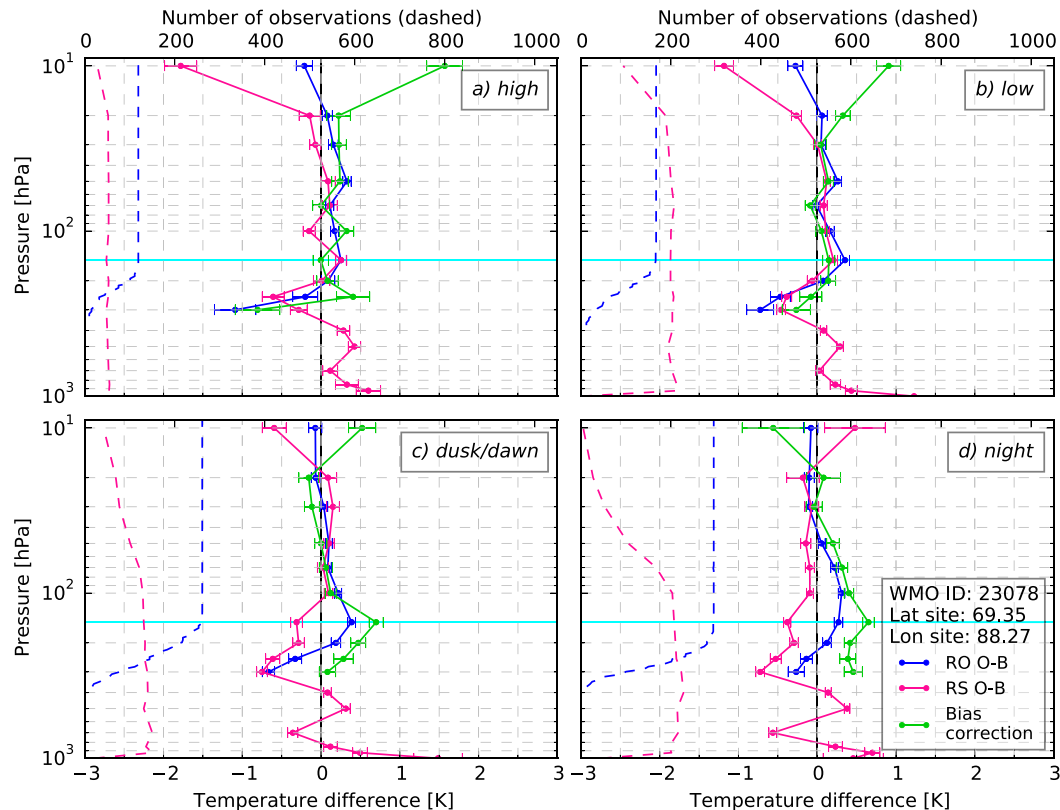 Number of observations (dashed)
Number of observations (dashed)
0 200 400 600 800 1000
0 200 400 600 800 1000
10¹
a) high
b) low
Pressure [hPa]
10²
10³
10¹
c) dusk/dawn
d) night
Pressure [hPa]
10²
WMO ID: 23078
Lat site: 69.35
Lon site: 88.27
RO O-B
RS O-B
Bias
correction
10³
−3 −2 −1 0 1 2 3
−2 −1 0 1 2 3
Temperature difference [K]
Temperature difference [K]